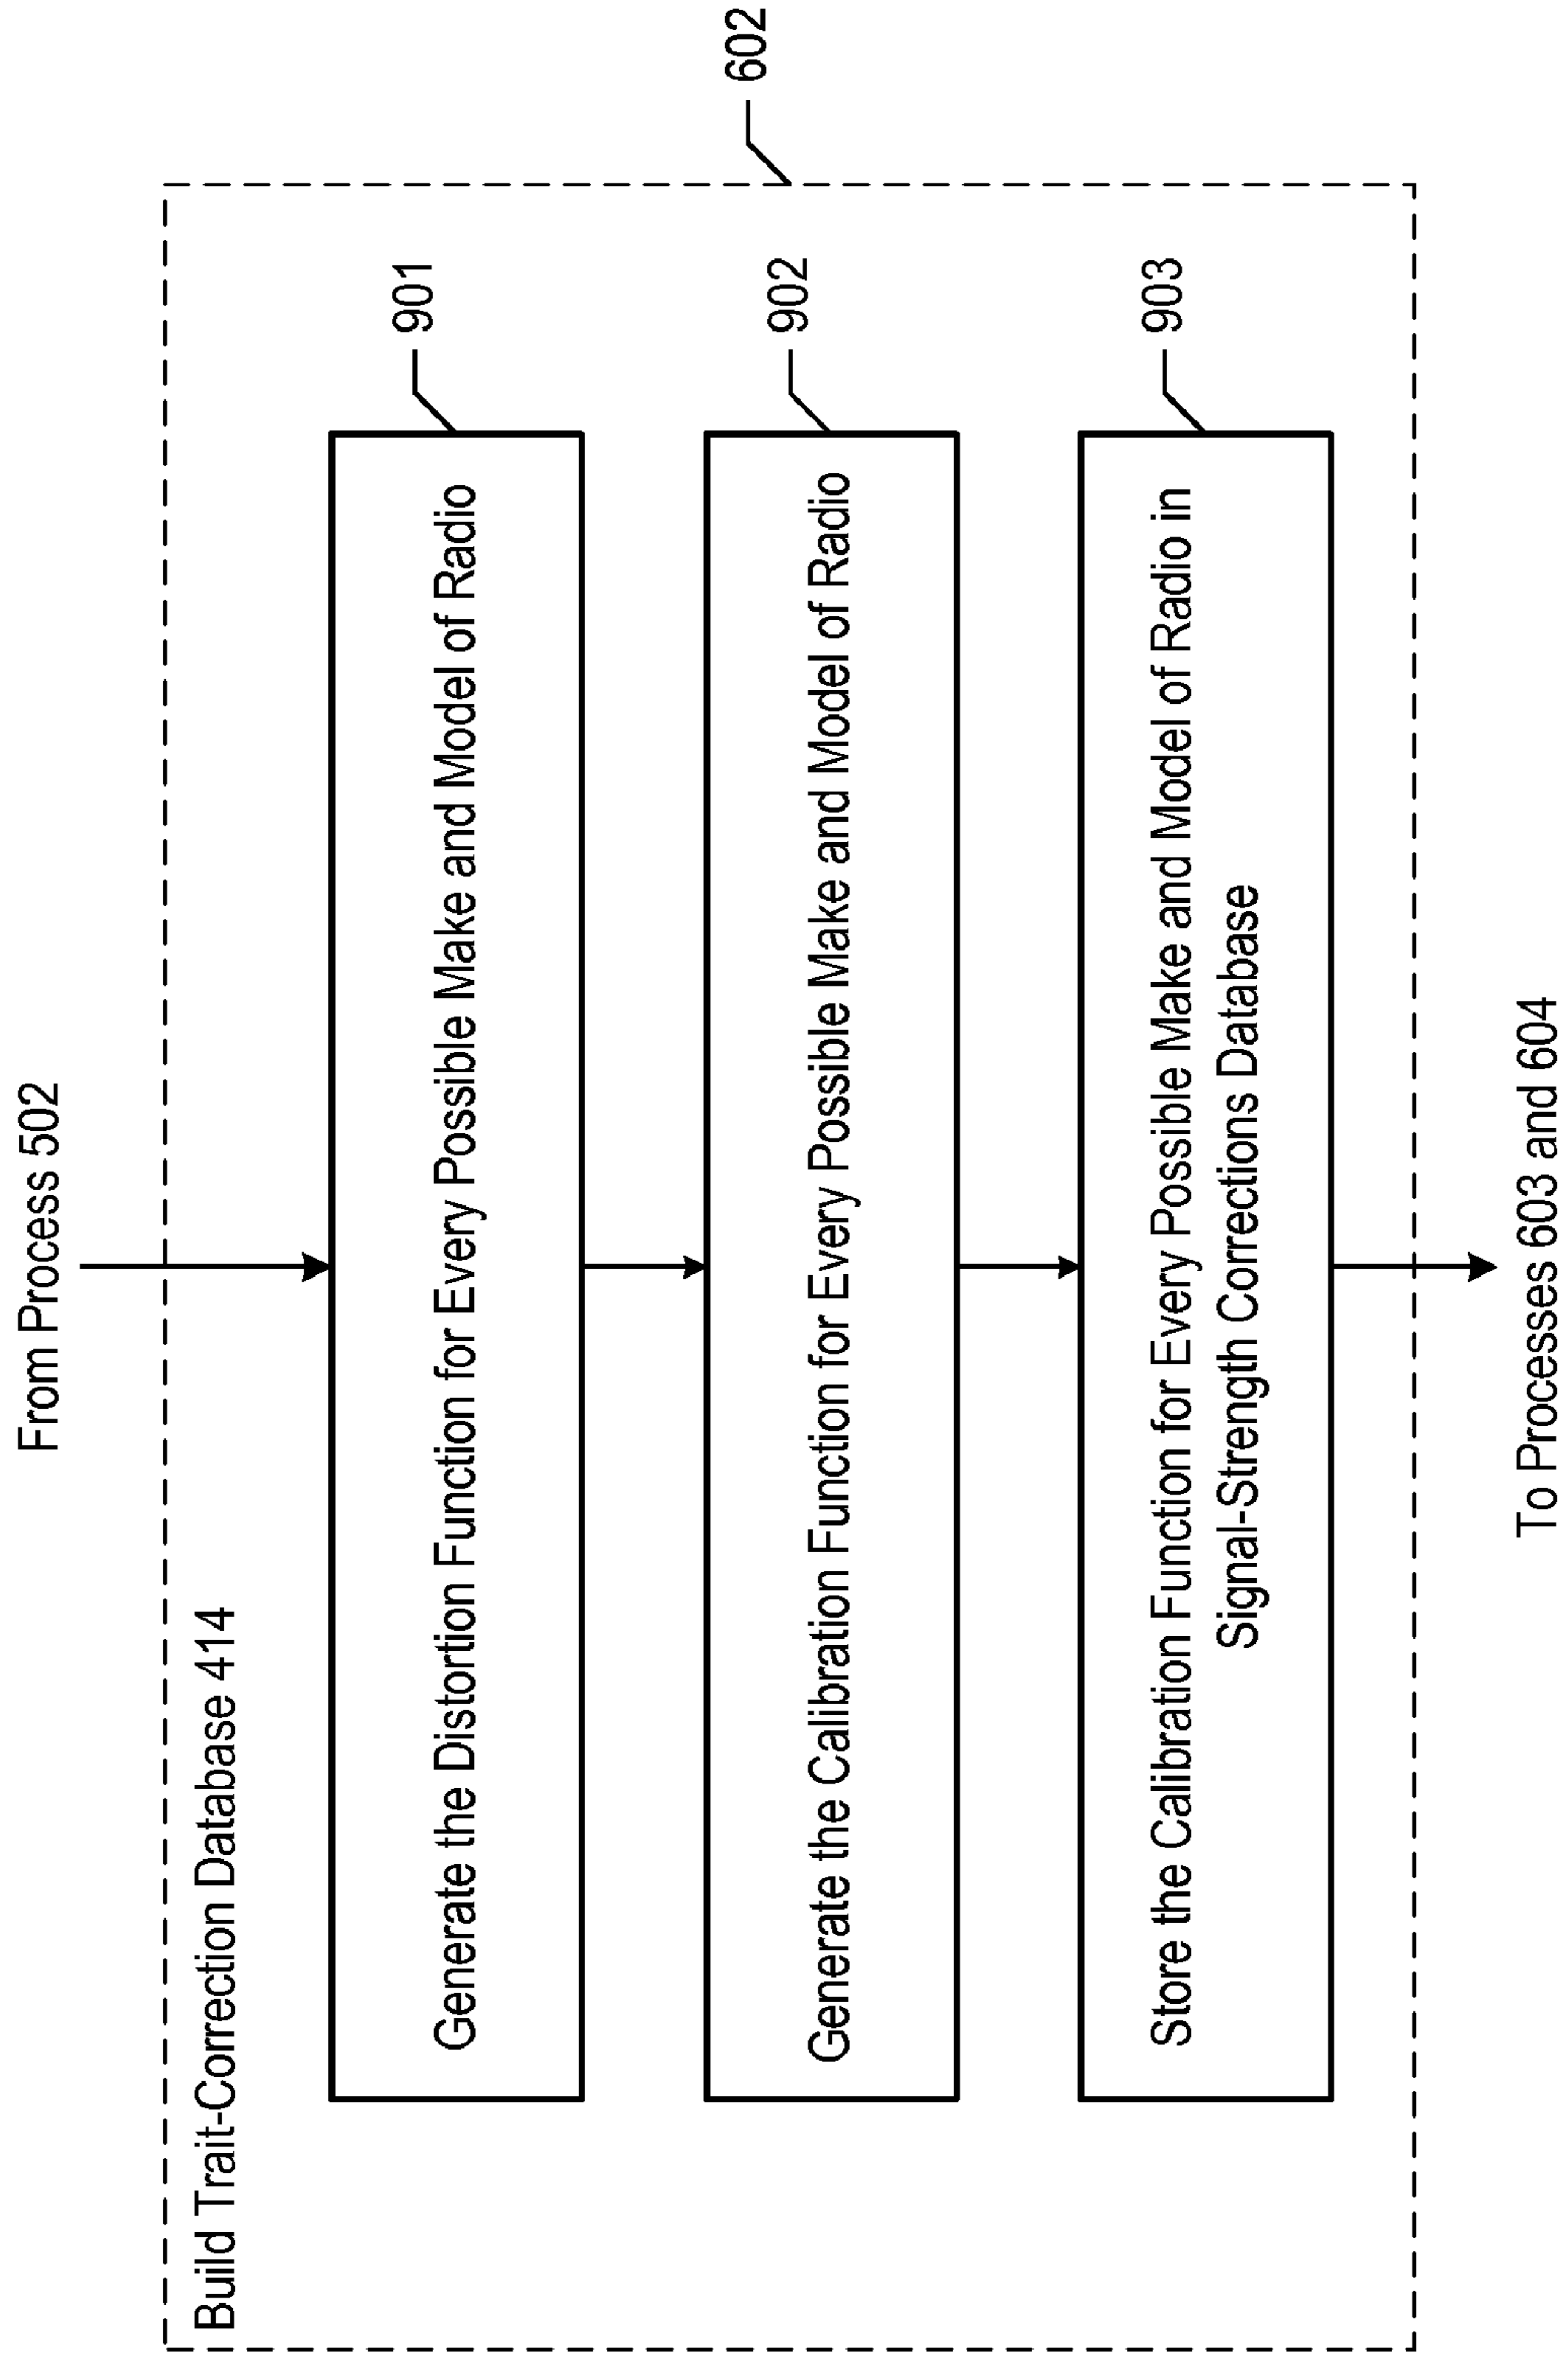 From Process 502
602
Build Trait-Correction Database 414
901
Generate the Distortion Function for Every Possible Make and Model of Radio
902
Generate the Calibration Function for Every Possible Make and Model of Radio
903
Store the Calibration Function for Every Possible Make and Model of Radio in
Signal-Strength Corrections Database
To Processes 603 and 604